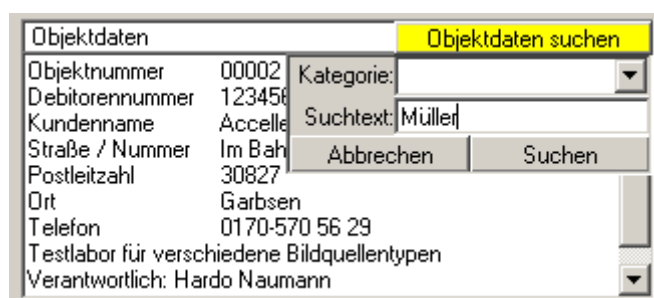 Objektdaten Objektdaten suchen
Objektnummer 00002 Kategorie:
Debitorennummer 123456
Kundenname Accelle Suchtext: Müller
Straße / Nummer Im Bah Abbrechen Suchen
Postleitzahl 30827
Ort Garbsen
Telefon 0170-570 56 29
Testlabor für verschiedene Bildquellentypen
Verantwortlich: Hardo Naumann